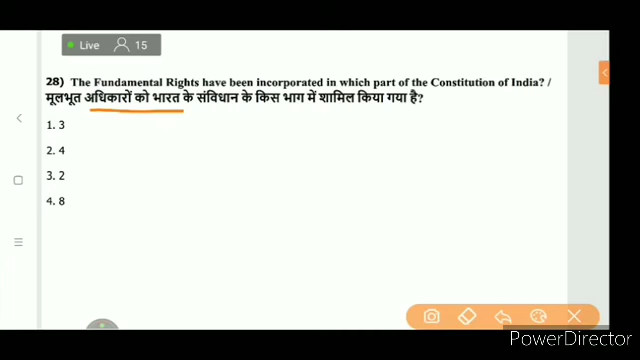 Live 15
28) The Fundamental Rights have been incorporated in which part of the Constitution of India? /
मूलभूत अधिकारों को भारत के संविधान के किस भाग में शामिल किया गया है?
1. 3
2. 4
3. 2
4. 8
PowerDirector